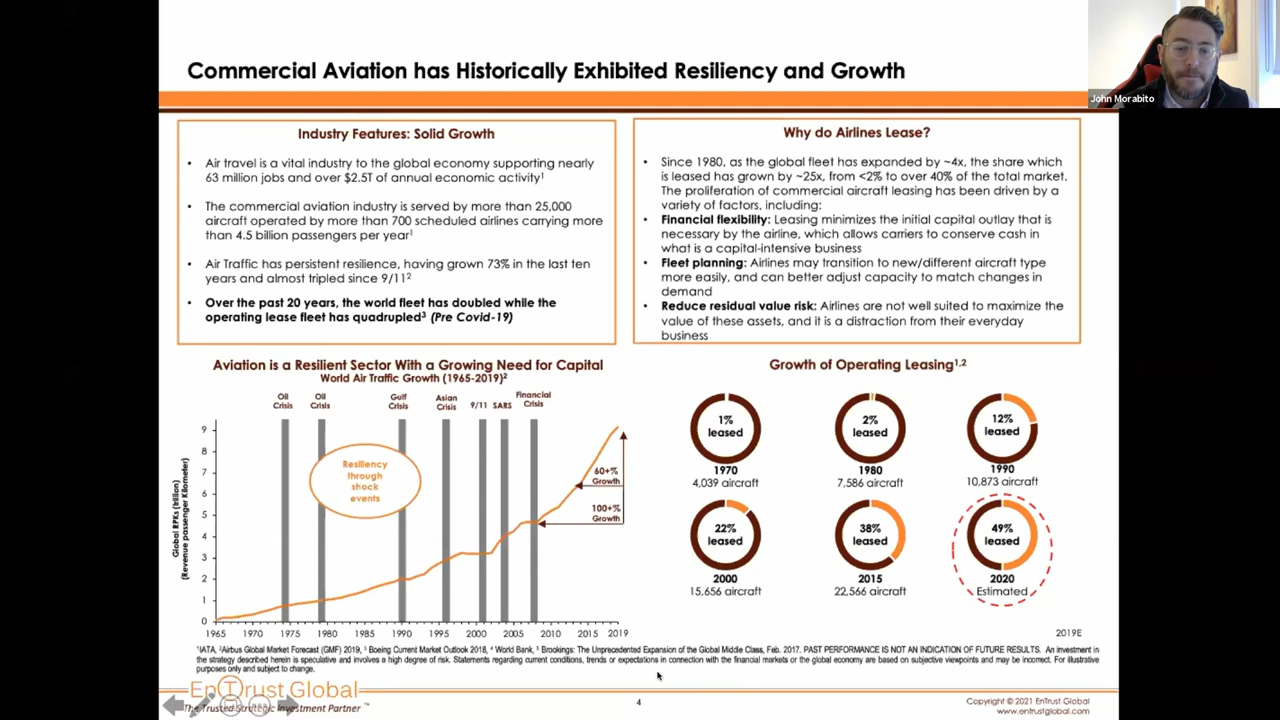 Commercial Aviation has Historically Exhibited Resiliency and Growth
John Morabito
Industry Features: Solid Growth
• Air travel is a vital industry to the global economy supporting nearly
63 million jobs and over $2.5T of annual economic activity¹
• The commercial aviation industry is served by more than 25,000
aircraft operated by more than 700 scheduled airlines carrying more
than 4.5 billion passengers per year¹
• Air Traffic has persistent resilience, having grown 73% in the last ten
years and almost tripled since 9/11²
• Over the past 20 years, the world fleet has doubled while the
operating lease fleet has quadrupled³ (Pre Covid-19)
Why do Airlines Lease?
• Since 1980, as the global fleet has expanded by ~4x, the share which
is leased has grown by ~25x, from <2% to over 40% of the total market.
The proliferation of commercial aircraft leasing has been driven by a
variety of factors, including:
• Financial flexibility: Leasing minimizes the initial capital outlay that is
necessary by the airline, which allows carriers to conserve cash in
what is a capital-intensive business
• Fleet planning: Airlines may transition to new/different aircraft type
more easily, and can better adjust capacity to match changes in
demand
• Reduce residual value risk: Airlines are not well suited to maximize the
value of these assets, and it is a distraction from their everyday
business
Aviation is a Resilient Sector With a Growing Need for Capital
World Air Traffic Growth (1965-2019)²
Oil
Crisis
Oil
Crisis
Gulf
Crisis
Asian
Crisis
9/11
SARS
Financial
Crisis
Global RPKs (trillion)
(Revenue passenger Kilometer)
9
8
7
6
5
4
3
2
1
0
Resiliency
through
shock
events
60+%
Growth
100+%
Growth
1965 1970 1975 1980 1985 1990 1995 2000 2005 2010 2015 2019
Growth of Operating Leasing¹,²
1%
leased
1970
4,039 aircraft
2%
leased
1980
7,586 aircraft
12%
leased
1990
10,873 aircraft
22%
leased
2000
15,656 aircraft
38%
leased
2015
22,566 aircraft
49%
leased
2020
Estimated
2019E
¹IATA, ²Airbus Global Market Forecast (GMF) 2019, ³ Boeing Current Market Outlook 2018, ⁴ World Bank, ⁵ Brookings: The Unprecedented Expansion of the Global Middle Class, Feb. 2017. PAST PERFORMANCE IS NOT AN INDICATION OF FUTURE RESULTS. An investment in
the strategy described herein is speculative and involves a high degree of risk. Statements regarding current conditions, trends or expectations in connection with the financial markets or the global economy are based on subjective viewpoints and may be incorrect. For illustrative
purposes only and subject to change.
EnTrust Global
The Trusted Strategic Investment Partner ™
4
Copyright © 2021 EnTrust Global
www.entrustglobal.com